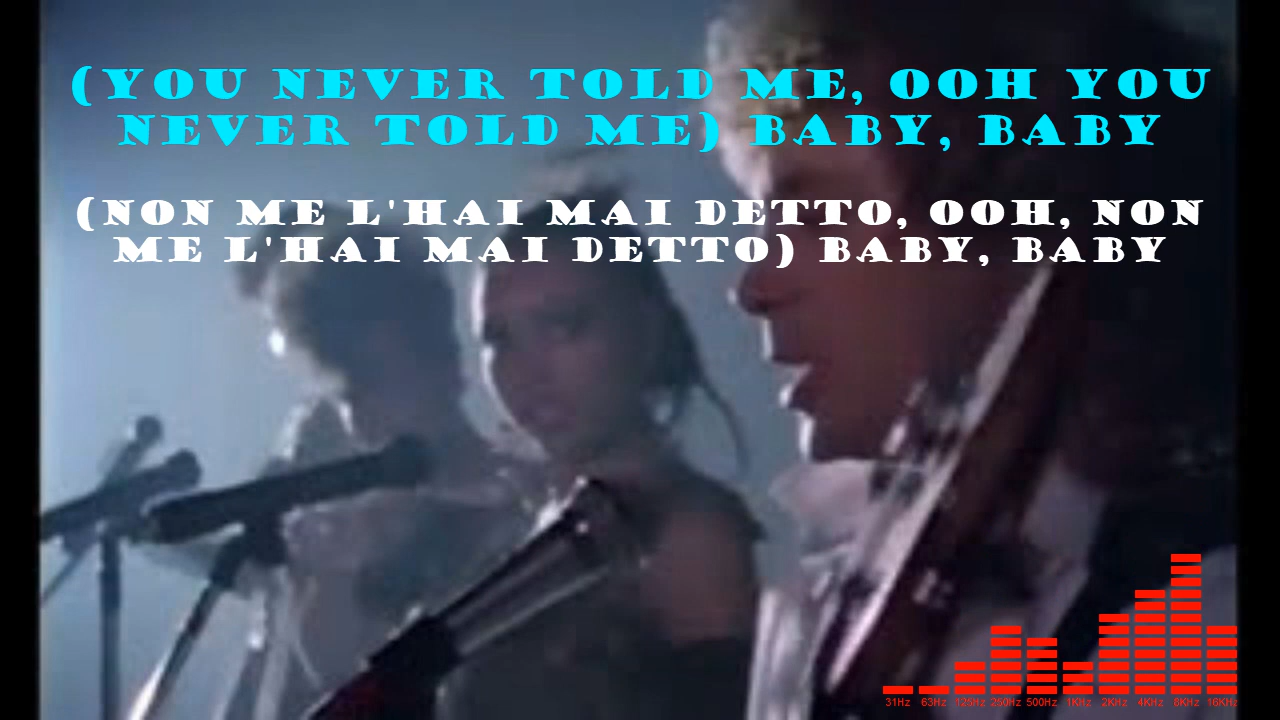 (YOU NEVER TOLD ME, OOH YOU
NEVER TOLD ME) BABY, BABY
(NON ME L'HAI MAI DETTO, OOH, NON
ME L'HAI MAI DETTO) BABY, BABY
31Hz 63Hz 125Hz 250Hz 500Hz 1KHz 2KHz 4KHz 8KHz 16KHz